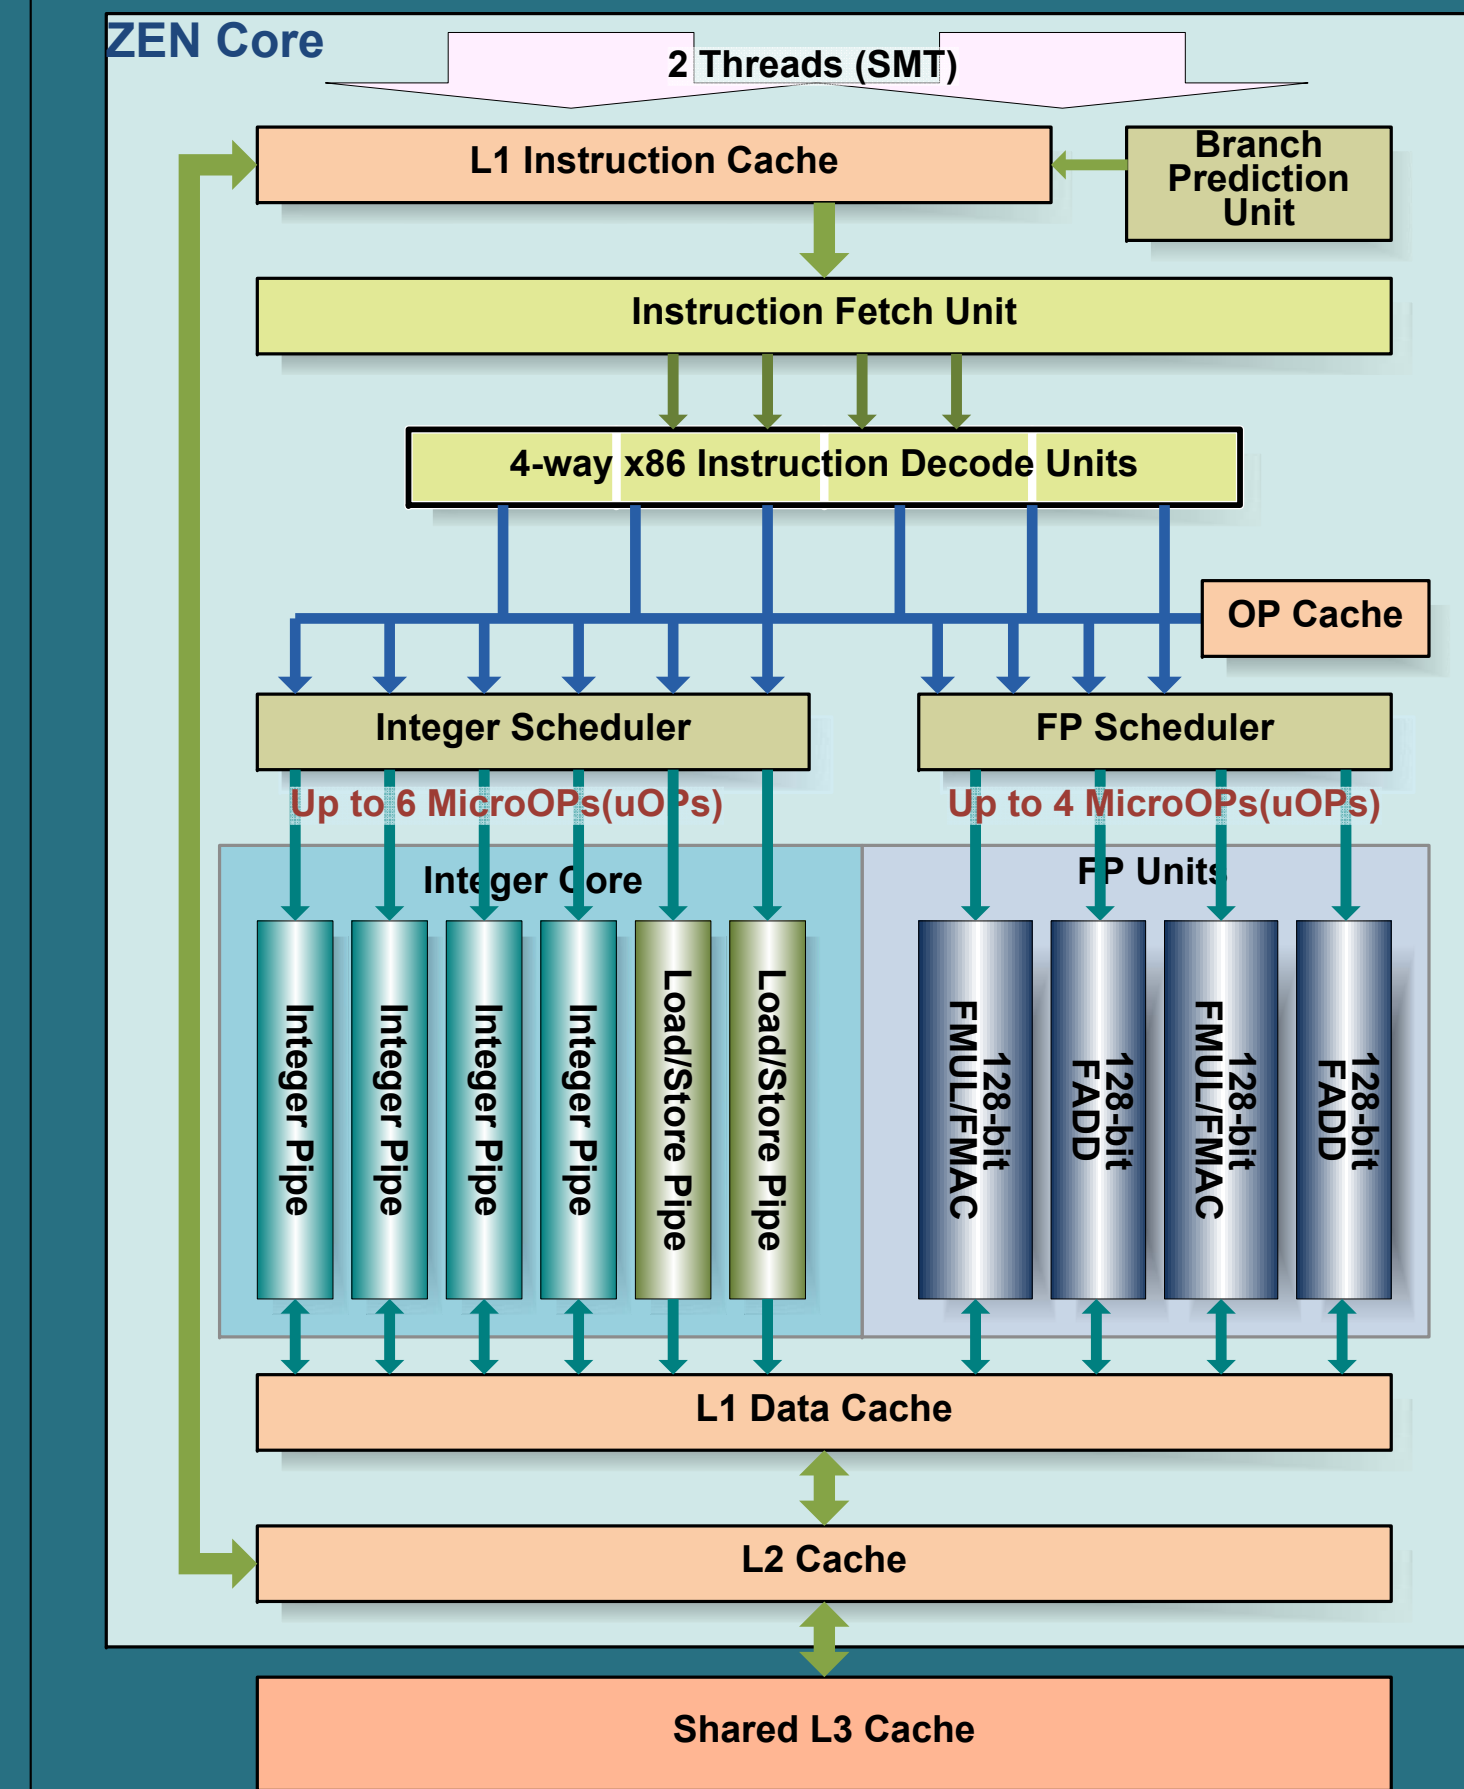 ZEN Core
2 Threads (SMT)
L1 Instruction Cache
Branch
Prediction
Unit
Instruction Fetch Unit
4-way x86 Instruction Decode Units
OP Cache
Integer Scheduler
FP Scheduler
Up to 6 MicroOPs(uOPs)
Up to 4 MicroOPs(uOPs)
Integer Core
FP Units
Integer Pipe
Integer Pipe
Integer Pipe
Integer Pipe
Load/Store Pipe
Load/Store Pipe
128-bit
FMUL/FMAC
128-bit
FADD
128-bit
FMUL/FMAC
128-bit
FADD
L1 Data Cache
L2 Cache
Shared L3 Cache